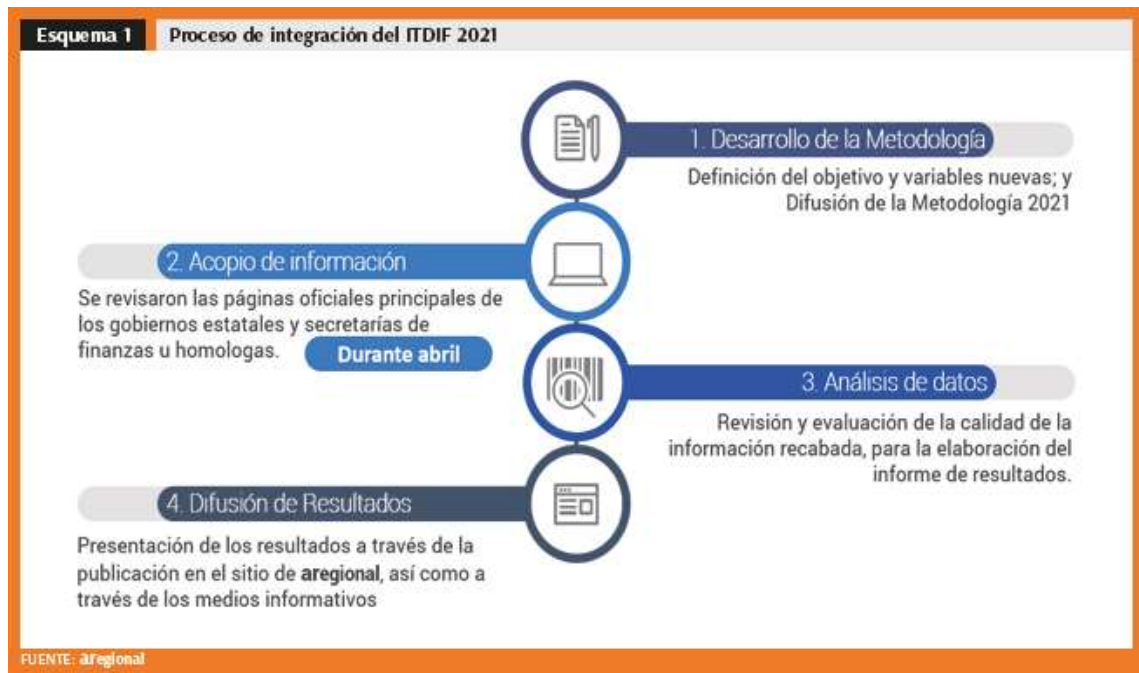 Esquema 1 Proceso de integración del ITDIF 2021
1. Desarrollo de la Metodología
Definición del objetivo y variables nuevas; y
Difusión de la Metodología 2021
2. Acopio de información
Se revisaron las páginas oficiales principales de
los gobiernos estatales y secretarías de
finanzas u homologas.
Durante abril
3. Análisis de datos
Revisión y evaluación de la calidad de la
información recabada, para la elaboración del
informe de resultados.
4. Difusión de Resultados
Presentación de los resultados a través de la
publicación en el sitio de aregional, así como a
través de los medios informativos
FUENTE: aregional